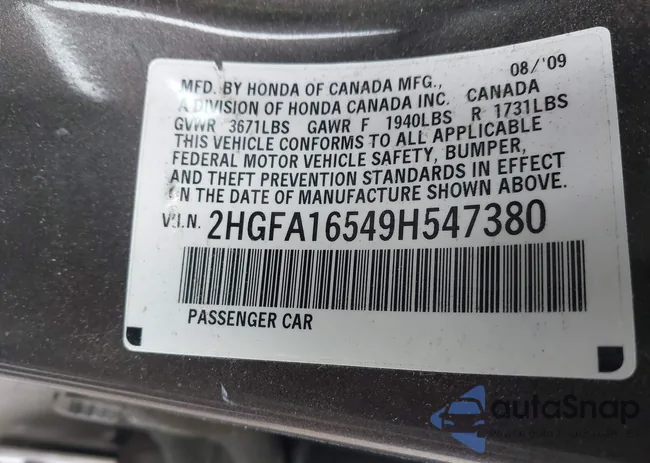 MFD. BY HONDA OF CANADA MFG., 08/'09
A DIVISION OF HONDA CANADA INC. CANADA
GVWR 3671LBS GAWR F 1940LBS R 1731LBS
THIS VEHICLE CONFORMS TO ALL APPLICABLE
FEDERAL MOTOR VEHICLE SAFETY, BUMPER,
AND THEFT PREVENTION STANDARDS IN EFFECT
ON THE DATE OF MANUFACTURE SHOWN ABOVE.
V.I.N. 2HGFA16549H547380
PASSENGER CAR
autaSnap